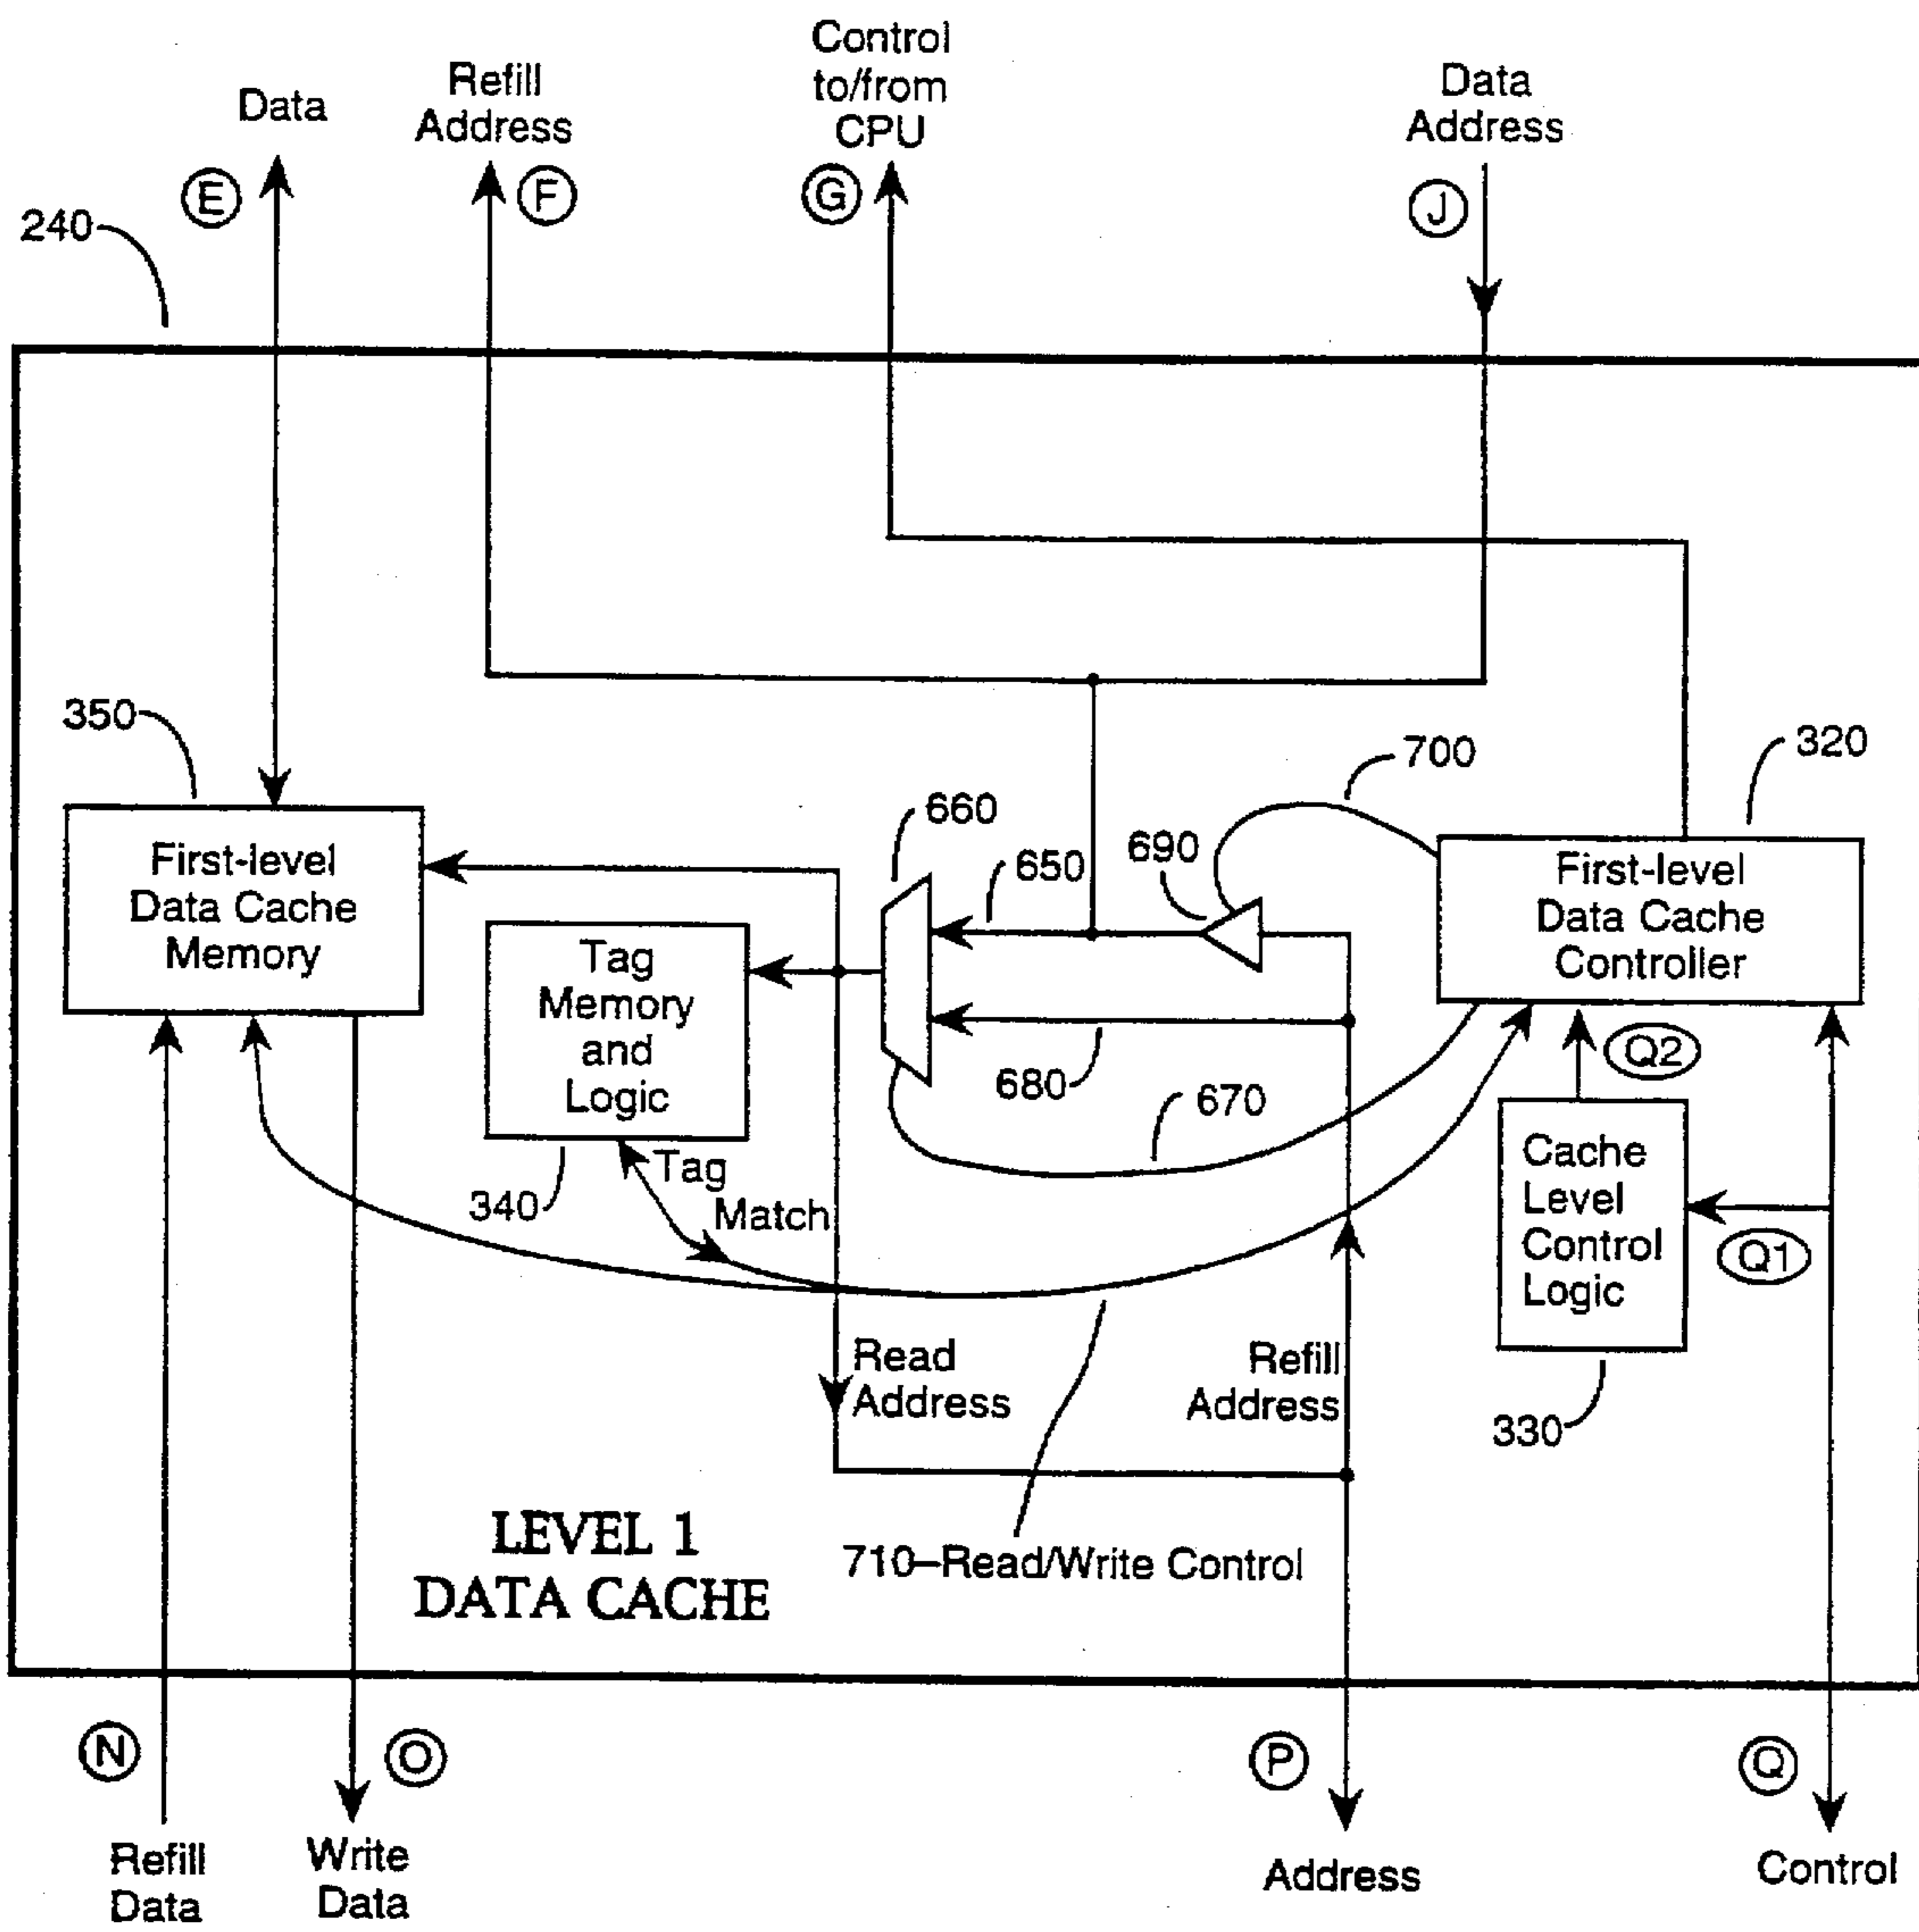 Control
to/from
CPU
Refill
Address
Data
Address
Data
E
F
G
J
240
350
700
320
660
650
690
First-level
Data Cache
Memory
First-level
Data Cache
Controller
Tag
Memory
and
Logic
Q2
680
670
Cache
Level
Control
Logic
Tag
Match
340
Q1
Read
Address
Refill
Address
330
LEVEL 1
DATA CACHE
710–Read/Write Control
N
O
P
Q
Refill
Data
Write
Data
Address
Control